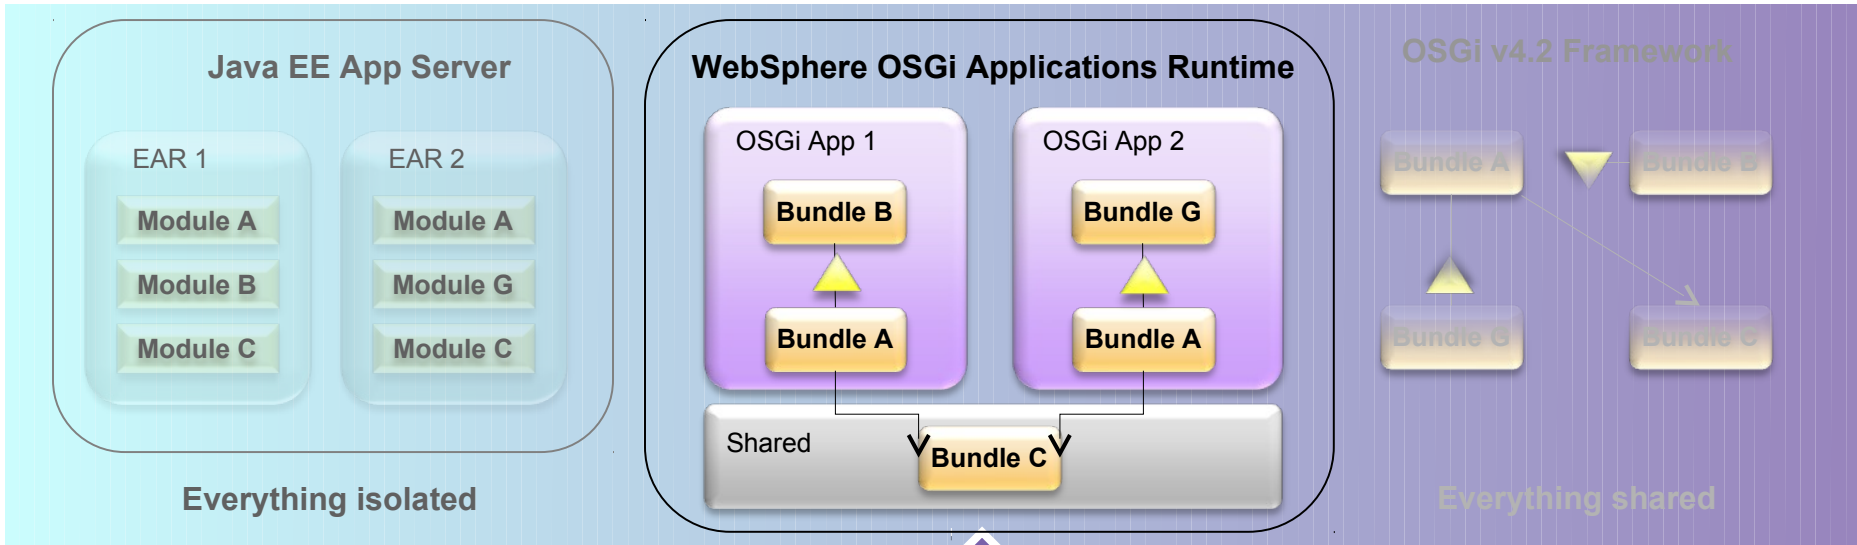 Java EE App Server
EAR 1
Module A
Module B
Module C
EAR 2
Module A
Module G
Module C
Everything isolated
WebSphere OSGi Applications Runtime
OSGi App 1
Bundle B
Bundle A
OSGi App 2
Bundle G
Bundle A
Shared
Bundle C
OSGi v4.2 Framework
Bundle A
Bundle B
Bundle G
Bundle C
Everything shared